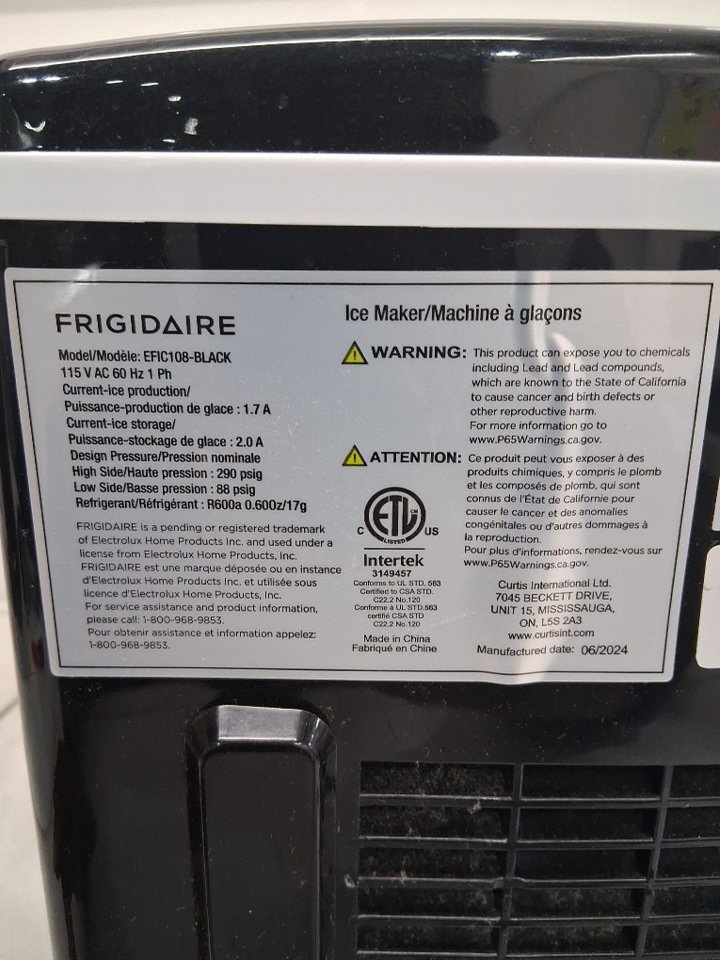 FRIGIDAIRE
Model/Modèle: EFIC108-BLACK
115 V AC 60 Hz 1 Ph
Current-ice production/
Puissance-production de glace : 1.7 A
Current-ice storage/
Puissance-stockage de glace : 2.0 A
Design Pressure/Pression nominale
High Side/Haute pression : 290 psig
Low Side/Basse pression : 88 psig
Refrigerant/Réfrigérant : R600a 0.600z/17g
FRIGIDAIRE is a pending or registered trademark
of Electrolux Home Products Inc. and used under a
license from Electrolux Home Products, Inc.
FRIGIDAIRE est une marque déposée ou en instance
d'Electrolux Home Products Inc. et utilisée sous
licence d'Electrolux Home Products, Inc.
For service assistance and product information,
please call: 1-800-968-9853.
Pour obtenir assistance et information appelez:
1-800-968-9853.
Ice Maker/Machine à glaçons
WARNING: This product can expose you to chemicals
including Lead and Lead compounds,
which are known to the State of California
to cause cancer and birth defects or
other reproductive harm.
For more information go to
www.P65Warnings.ca.gov.
ATTENTION: Ce produit peut vous exposer à des
produits chimiques, y compris le plomb
et les composés de plomb, qui sont
connus de l'État de Californie pour
causer le cancer et des anomalies
congénitales ou d'autres dommages à
la reproduction.
Pour plus d'informations, rendez-vous sur
www.P65Warnings.ca.gov.
C ETL CM US
LISTED
Intertek
3149457
Conforms to UL STD. 563
Certified to CSA STD
C22.2 No.120
Conforme à UL STD.563
certifié CSA STD
C22.2 No.120
Made in China
Fabriqué en Chine
Curtis International Ltd.
7045 BECKETT DRIVE,
UNIT 15, MISSISSAUGA,
ON, L5S 2A3
www.curtisint.com
Manufactured date: 06/2024